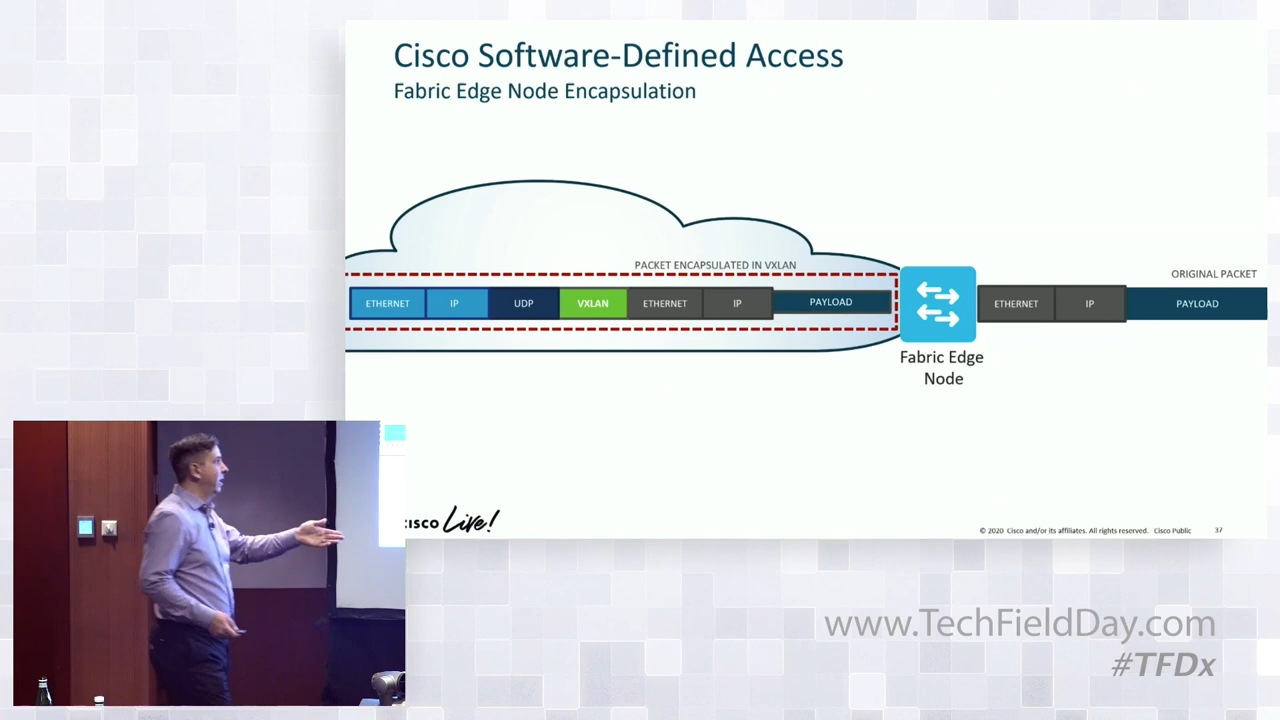 Cisco Software-Defined Access
Fabric Edge Node Encapsulation
PACKET ENCAPSULATED IN VXLAN
ORIGINAL PACKET
ETHERNET
IP
UDP
VXLAN
ETHERNET
IP
PAYLOAD
ETHERNET
IP
PAYLOAD
Fabric Edge
Node
CISCO Live!
© 2020 Cisco and/or its affiliates. All rights reserved. Cisco Public 37
www.TechFieldDay.com
#TFDx